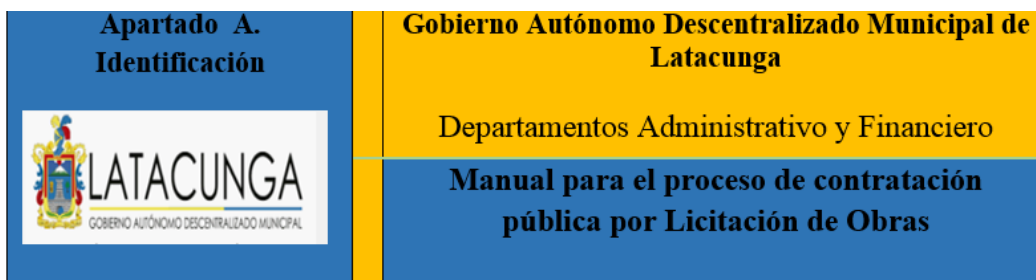 Apartado A.
Identificación
LATACUNGA
GOBIERNO AUTÓNOMO DESCENTRALIZADO MUNICIPAL
Gobierno Autónomo Descentralizado Municipal de
Latacunga
Departamentos Administrativo y Financiero
Manual para el proceso de contratación
pública por Licitación de Obras